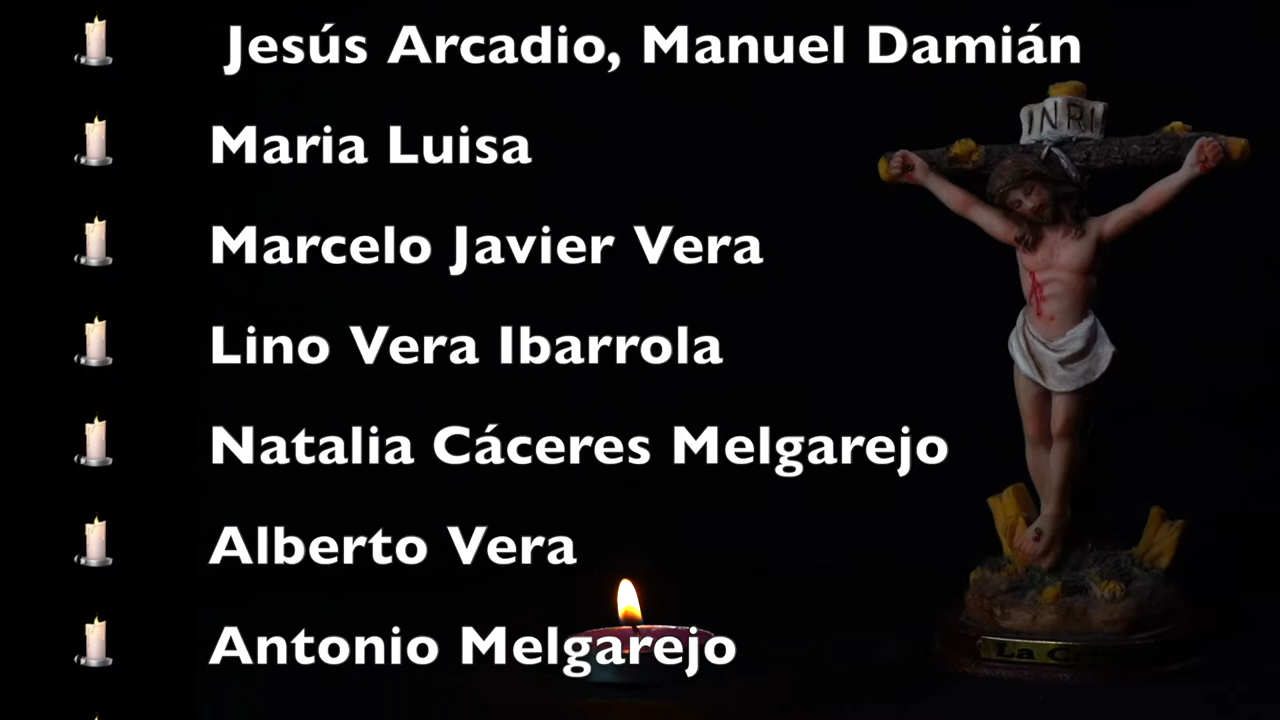 Jesús Arcadio, Manuel Damián
INRI
Maria Luisa
Marcelo Javier Vera
Lino Vera Ibarrola
Natalia Cáceres Melgarejo
Alberto Vera
Antonio Melgarejo
La